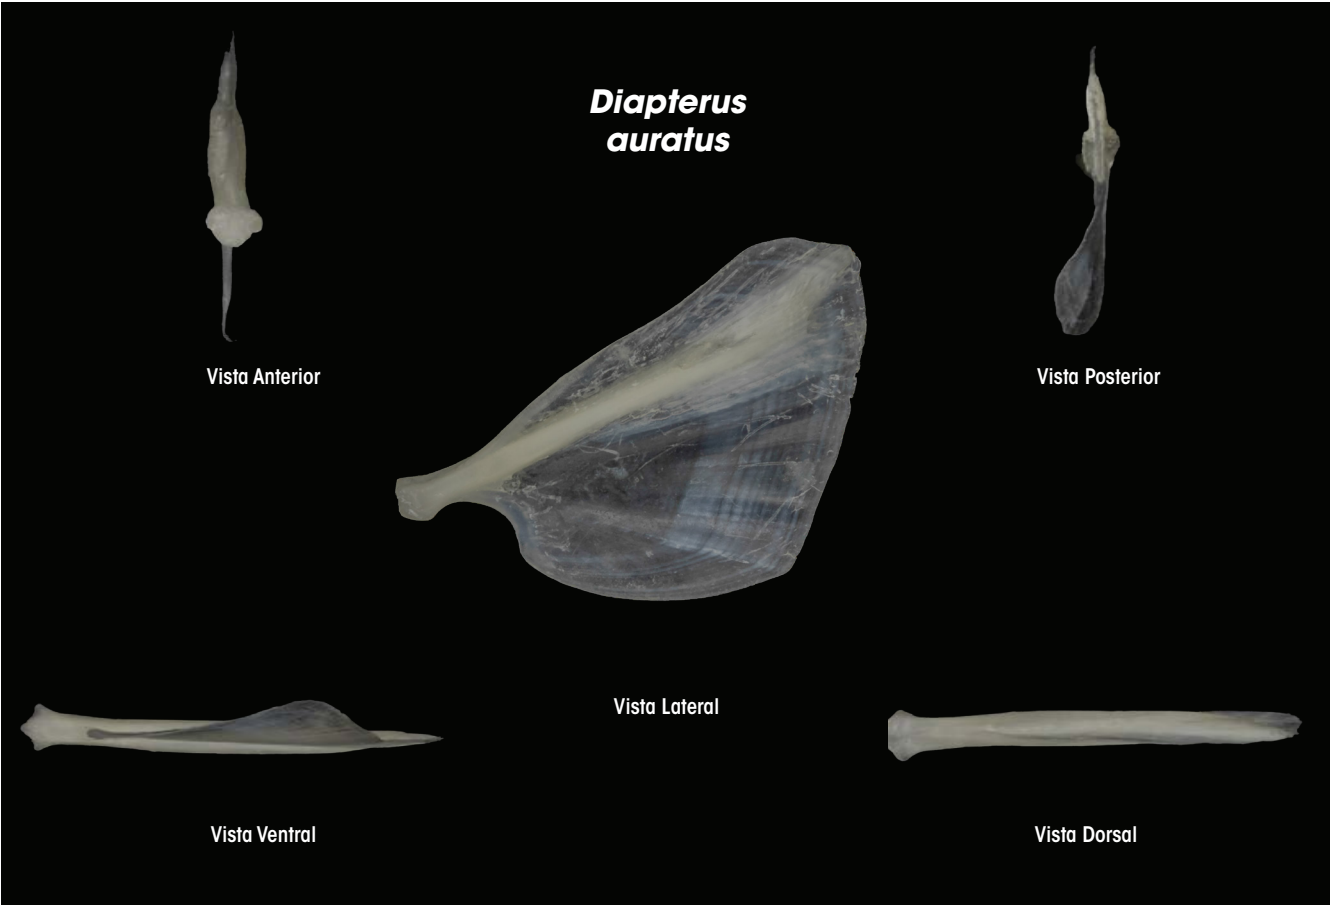 Diapterus
auratus
Vista Anterior
Vista Posterior
Vista Lateral
Vista Ventral
Vista Dorsal